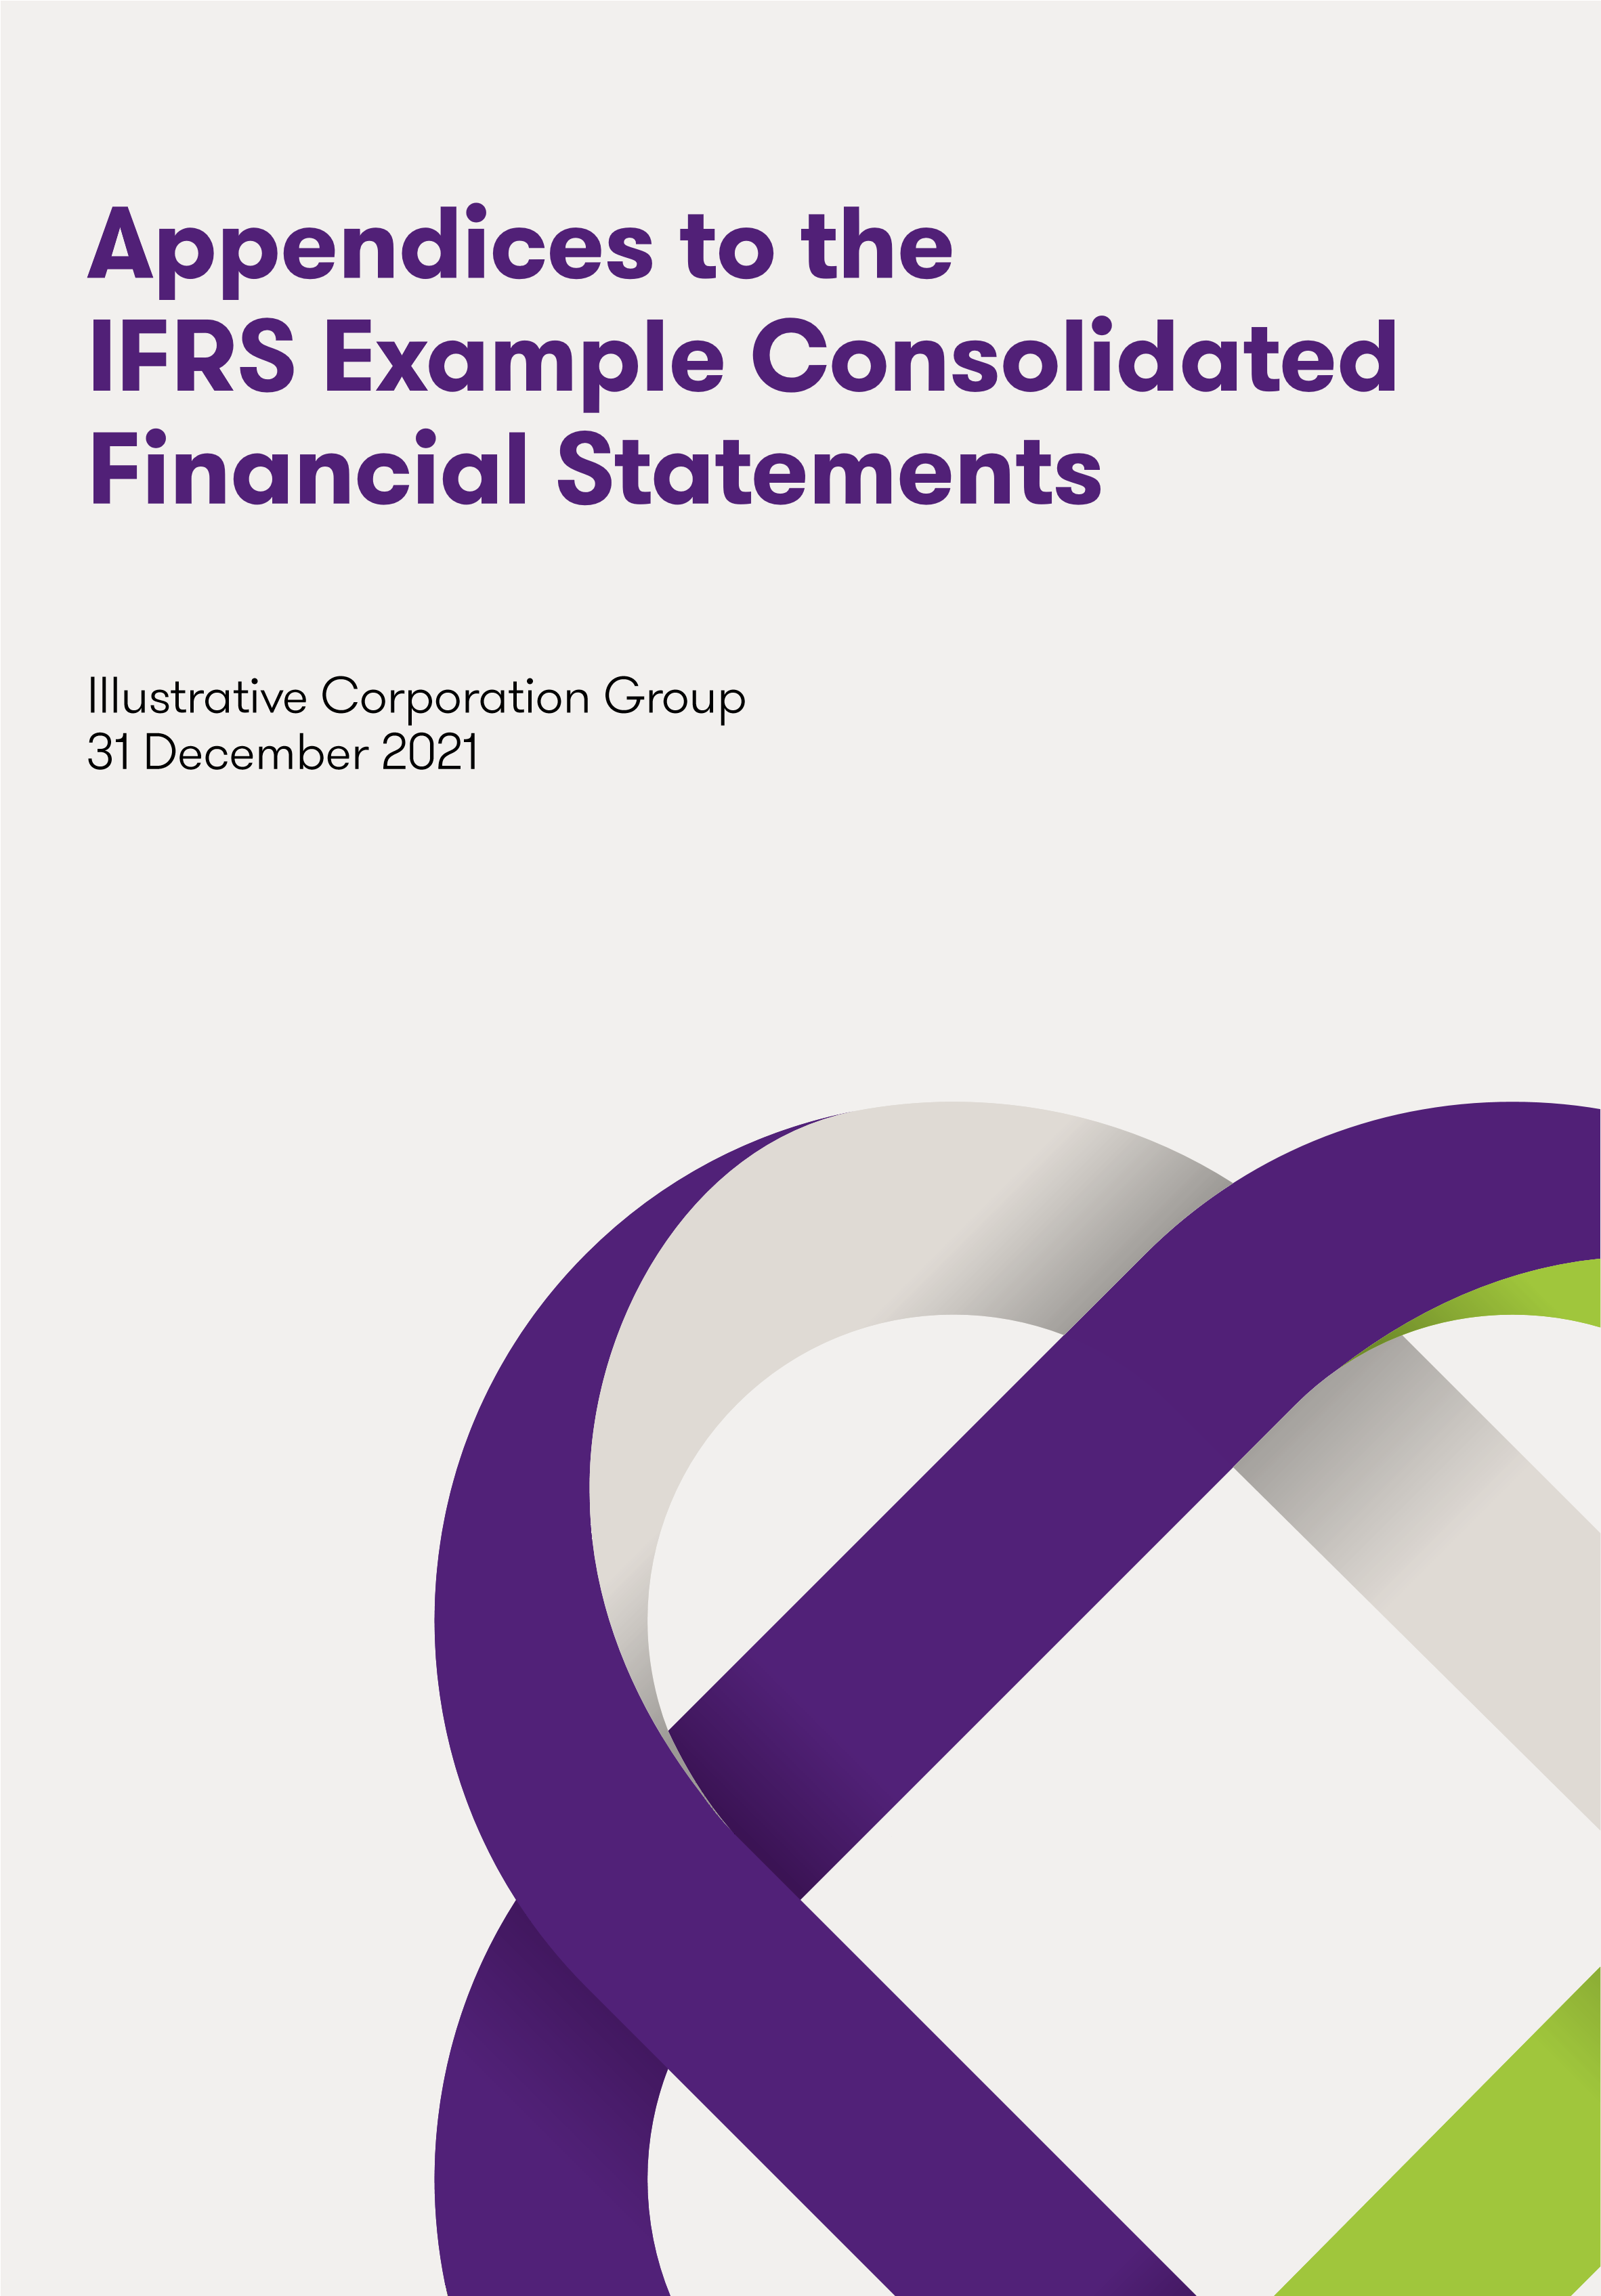 Appendices to the
IFRS Example Consolidated
Financial Statements
Illustrative Corporation Group
31 December 2021